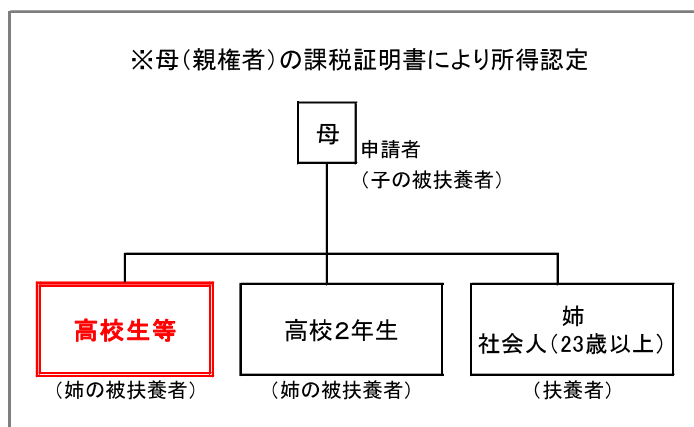 ※母(親権者)の課税証明書により所得認定
母
申請者
(子の被扶養者)
高校生等
(姉の被扶養者)
高校2年生
(姉の被扶養者)
姉
社会人(23歳以上)
(扶養者)